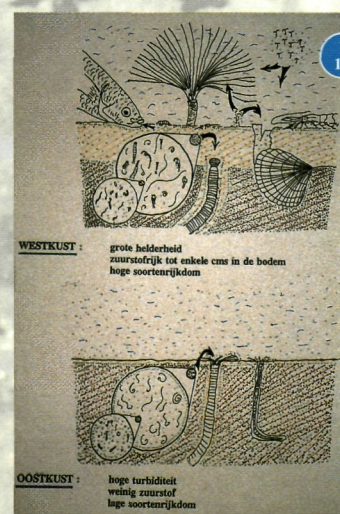 1
WESTKUST : grote helderheid
zuurstofrijk tot enkele cms in de bodem
hoge soortenrijkdom
OOSTKUST : hoge turbiditeit
weinig zuurstof
lage soortenrijkdom